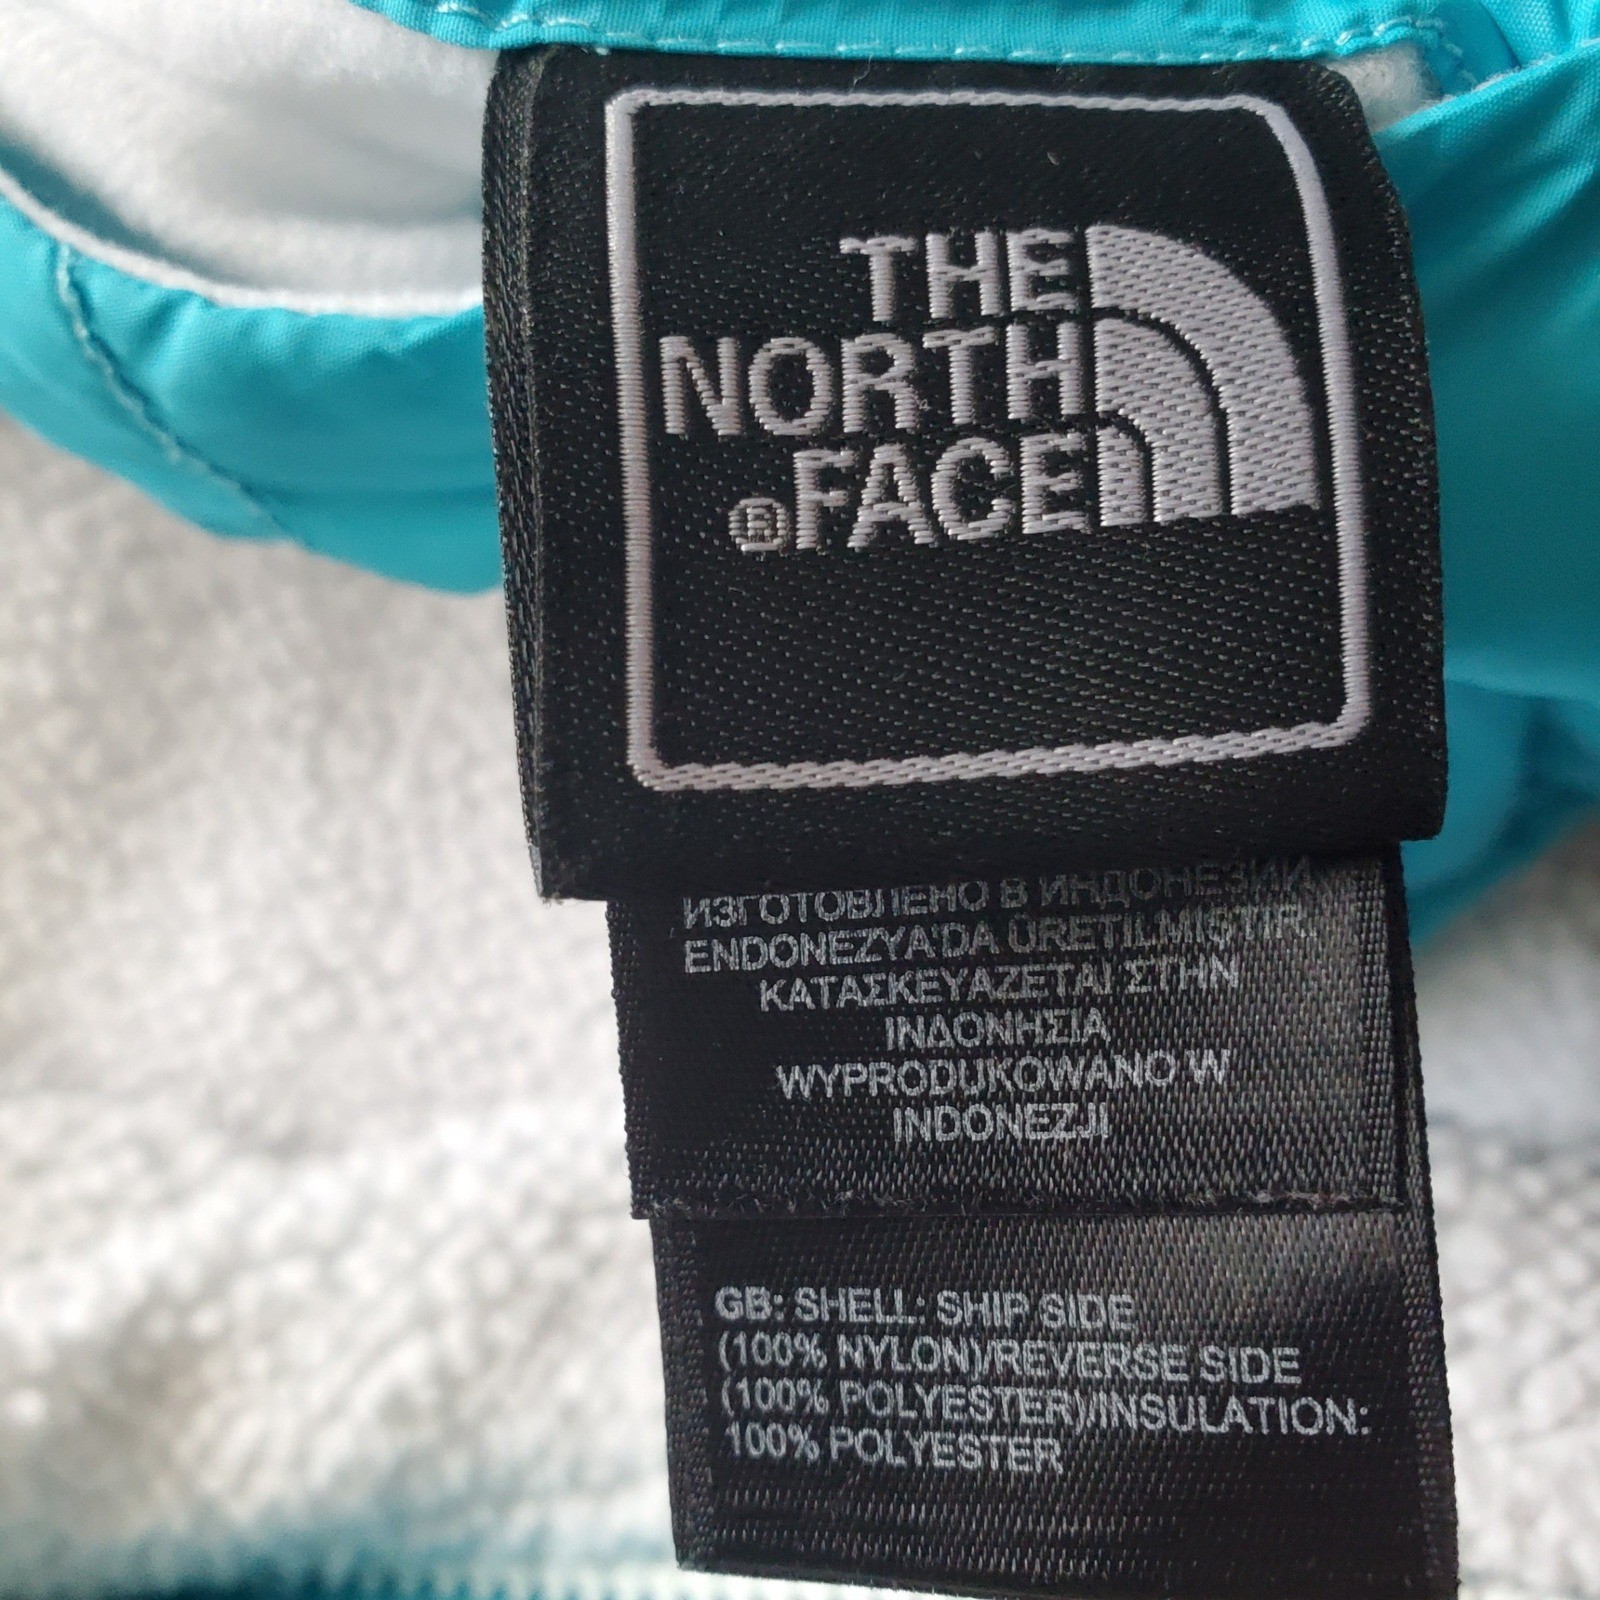 THE
NORTH
®FACE
ИЗГОТОВЛЕНО В ИНДОНЕЗИИ.
ENDONEZYA'DA ÜRETILMIŞTIR.
ΚΑΤΑΣΚΕΥΑΖΕΤΑΙ ΣΤΗΝ
ΙΝΔΟΝΗΣΙΑ
WYPRODUKOWANO W
INDONEZJI
GB: SHELL: SHIP SIDE
(100% NYLON)/REVERSE SIDE
(100% POLYESTER)/INSULATION:
100% POLYESTER